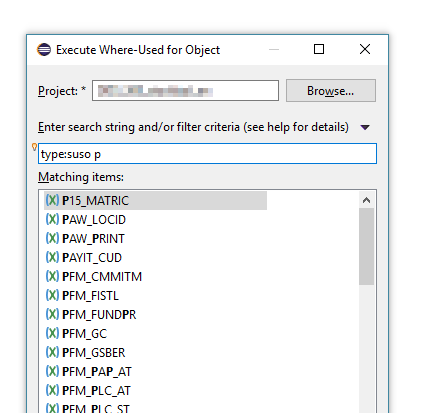 Execute Where-Used for Object
Project: *
Browse...
Enter search string and/or filter criteria (see help for details)
type:suso p
Matching items:
P15_MATRIC
PAW_LOCID
PAW_PRINT
PAYIT_CUD
PFM_CMMITM
PFM_FISTL
PFM_FUNDPR
PFM_GC
PFM_GSBER
PFM_PAP_AT
PFM_PLC_AT
PFM_PLC_ST